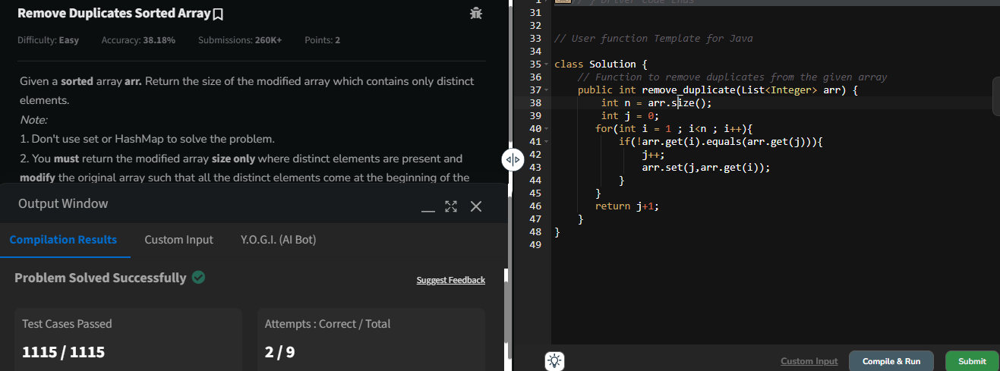 Remove Duplicates Sorted Array
Difficulty: Easy Accuracy: 38.18% Submissions: 260K+ Points: 2
Given a sorted array arr. Return the size of the modified array which contains only distinct
elements.
Note:
1. Don't use set or HashMap to solve the problem.
2. You must return the modified array size only where distinct elements are present and
modify the original array such that all the distinct elements come at the beginning of the
Output Window
Compilation Results Custom Input Y.O.G.I. (AI Bot)
Problem Solved Successfully
Suggest Feedback
Test Cases Passed
1115 / 1115
Attempts : Correct / Total
2 / 9
1 // } Driver Code Ends
31
32
33 // User function Template for Java
34
35 class Solution {
36 // Function to remove duplicates from the given array
37 public int remove_duplicate(List<Integer> arr) {
38 int n = arr.size();
39 int j = 0;
40 for(int i = 1 ; i<n ; i++){
41 if(!arr.get(i).equals(arr.get(j))){
42 j++;
43 arr.set(j,arr.get(i));
44 }
45 }
46 return j+1;
47 }
48 }
49
Custom Input Compile & Run Submit